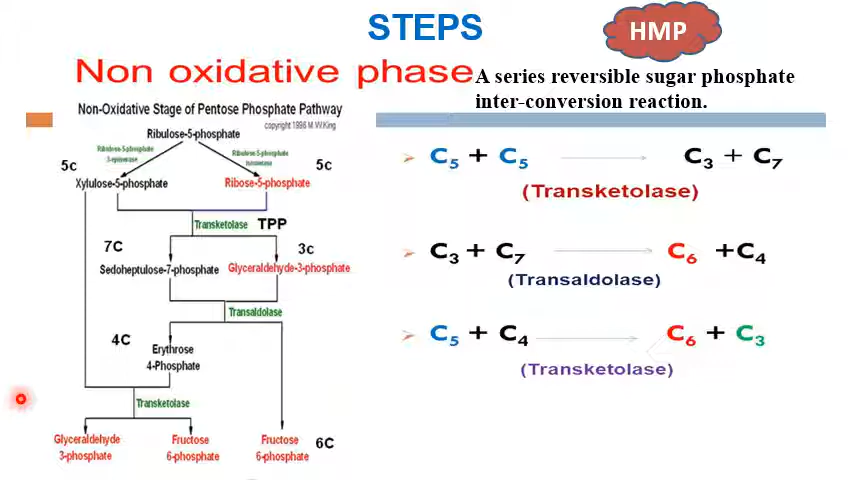 STEPS
HMP
Non oxidative phase
A series reversible sugar phosphate
inter-conversion reaction.
Non-Oxidative Stage of Pentose Phosphate Pathway
copyright 1996 M.W.King
Ribulose-5-phosphate
Ribulose-5-phosphate
3-epimerase
Ribulose-5-phosphate
isomerase
5c
5c
Xylulose-5-phosphate
Ribose-5-phosphate
Transketolase
TPP
7C
3c
Sedoheptulose-7-phosphate
Glyceraldehyde-3-phosphate
Transaldolase
4C
Erythrose
4-Phosphate
Transketolase
Glyceraldehyde
3-phosphate
Fructose
6-phosphate
Fructose
6-phosphate
6C
C₅ + C₅ → C₃ + C₇
(Transketolase)
C₃ + C₇ → C₆ +C₄
(Transaldolase)
C₅ + C₄ → C₆ + C₃
(Transketolase)